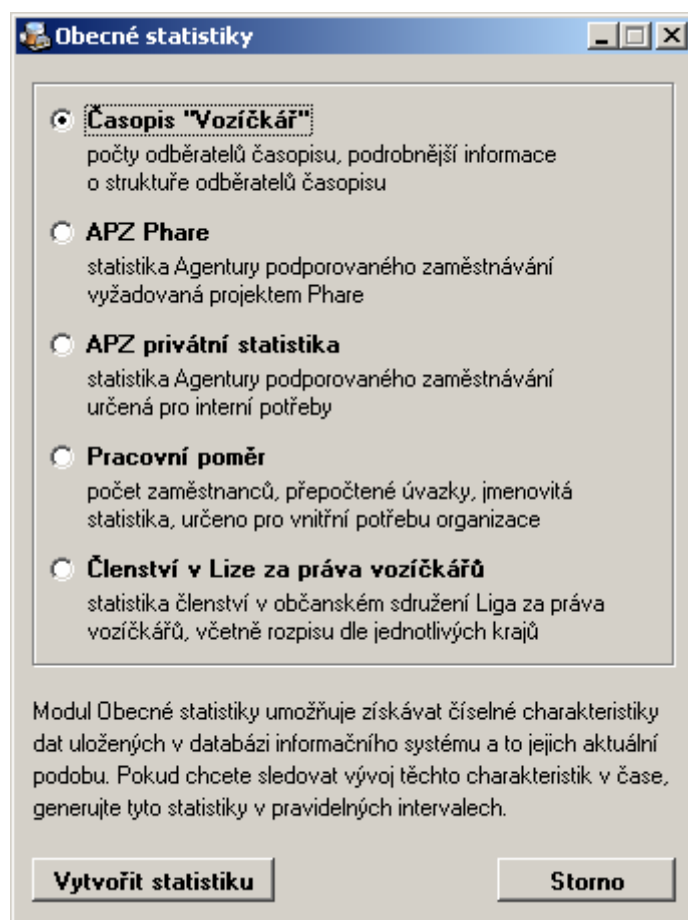 Obecné statistiky
Časopis "Vozíčkář"
počty odběratelů časopisu, podrobnější informace
o struktuře odběratelů časopisu
APZ Phare
statistika Agentury podporovaného zaměstnávání
vyžadovaná projektem Phare
APZ privátní statistika
statistika Agentury podporovaného zaměstnávání
určená pro interní potřeby
Pracovní poměr
počet zaměstnanců, přepočtené úvazky, jmenovitá
statistika, určeno pro vnitřní potřebu organizace
Členství v Lize za práva vozíčkářů
statistika členství v občanském sdružení Liga za práva
vozíčkářů, včetně rozpisu dle jednotlivých krajů
Modul Obecné statistiky umožňuje získávat číselné charakteristiky
dat uložených v databázi informačního systému a to jejich aktuální
podobu. Pokud chcete sledovat vývoj těchto charakteristik v čase,
generujte tyto statistiky v pravidelných intervalech.
Vytvořit statistiku
Storno